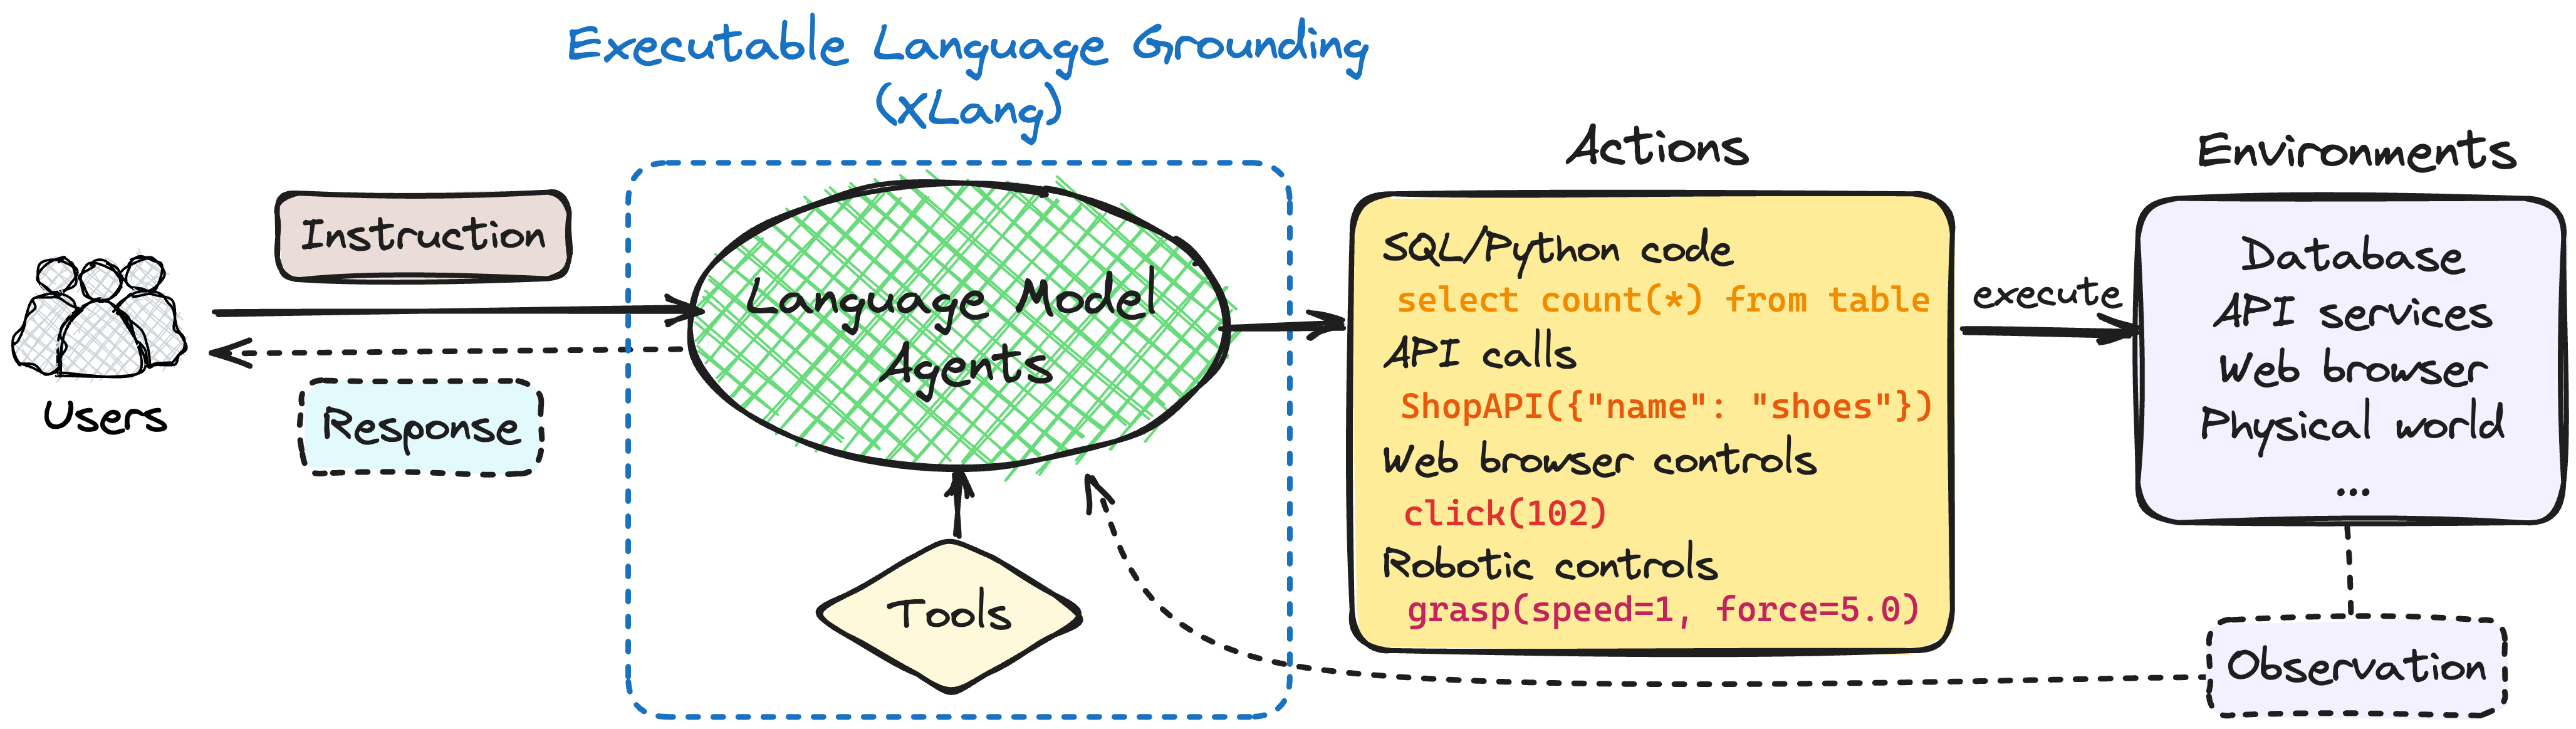 Executable Language Grounding
(XLang)
Users
Instruction
Response
Language Model
Agents
Tools
Actions
SQL/Python code
select count(*) from table
API calls
ShopAPI({"name": "shoes"})
Web browser controls
click(102)
Robotic controls
grasp(speed=1, force=5.0)
execute
Environments
Database
API services
Web browser
Physical world
...
Observation